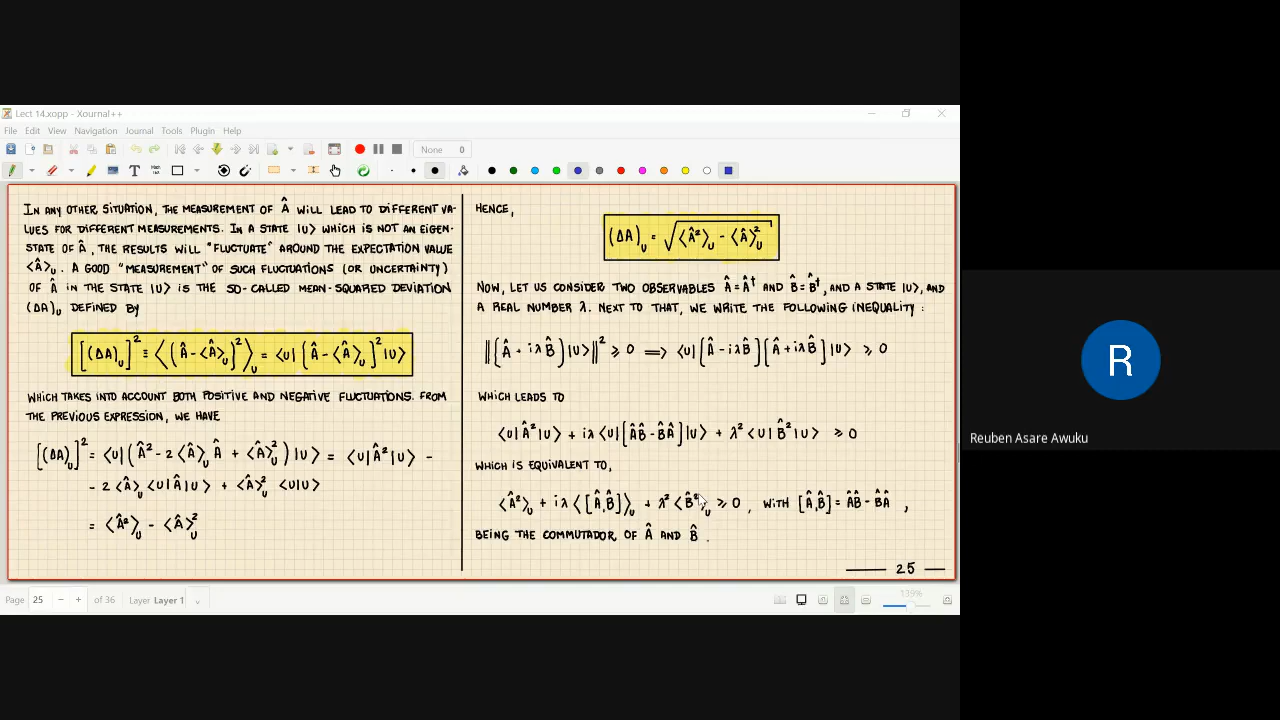 Lect 14.xopp - Xournal++
File Edit View Navigation Journal Tools Plugin Help
None 0
IN ANY OTHER SITUATION, THE MEASUREMENT OF Â WILL LEAD TO DIFFERENT VA-
LUES FOR DIFFERENT MEASUREMENTS. IN A STATE |U> WHICH IS NOT AN EIGEN-
STATE OF Â, THE RESULTS WILL "FLUCTUATE" AROUND THE EXPECTATION VALUE
<Â>ᵤ. A GOOD "MEASUREMENT" OF SUCH FLUCTUATIONS (OR UNCERTAINTY)
OF Â IN THE STATE |U> IS THE SO-CALLED MEAN-SQUARED DEVIATION
(ΔA)ᵤ DEFINED BY
[(ΔA)ᵤ]² ≡ <(Â - <Â>ᵤ)²>ᵤ = <U|(Â - <Â>ᵤ)²|U>
WHICH TAKES INTO ACCOUNT BOTH POSITIVE AND NEGATIVE FLUCTUATIONS. FROM
THE PREVIOUS EXPRESSION, WE HAVE
[(ΔA)ᵤ]² = <U|(Â² - 2<Â>ᵤ Â + <Â>ᵤ²)|U> = <U|Â²|U> -
- 2<Â>ᵤ <U|Â|U> + <Â>ᵤ² <U|U>
= <Â²>ᵤ - <Â>ᵤ²
HENCE,
(ΔA)ᵤ = √<Â²>ᵤ - <Â>ᵤ²
NOW, LET US CONSIDER TWO OBSERVABLES Â = Â† AND B̂ = B̂†, AND A STATE |U>, AND
A REAL NUMBER λ. NEXT TO THAT, WE WRITE THE FOLLOWING INEQUALITY :
‖[Â + iλB̂]|U>‖² ≥ 0 ⟹ <U|[Â - iλB̂][Â + iλB̂]|U> ≥ 0
WHICH LEADS TO
<U|Â²|U> + iλ<U|[ÂB̂ - B̂Â]|U> + λ²<U|B̂²|U> ≥ 0
WHICH IS EQUIVALENT TO,
<Â²>ᵤ + iλ<[Â,B̂]>ᵤ + λ²<B̂²>ᵤ ≥ 0, WITH [Â,B̂] = ÂB̂ - B̂Â ,
BEING THE COMMUTADOR OF Â AND B̂ .
25
Page 25 of 36 Layer Layer 1
139%
R
Reuben Asare Awuku